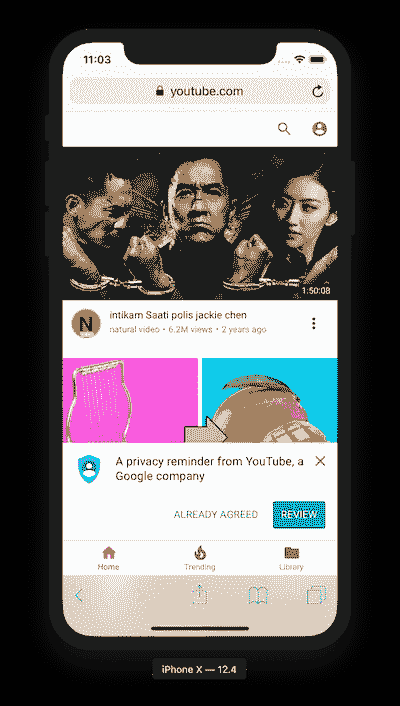 11:03
youtube.com
1:50:08
N
intikam Saati polis jackie chen
natural video • 6.2M views • 2 years ago
A privacy reminder from YouTube, a
Google company
ALREADY AGREED
REVIEW
Home
Trending
Library
iPhone X — 12.4